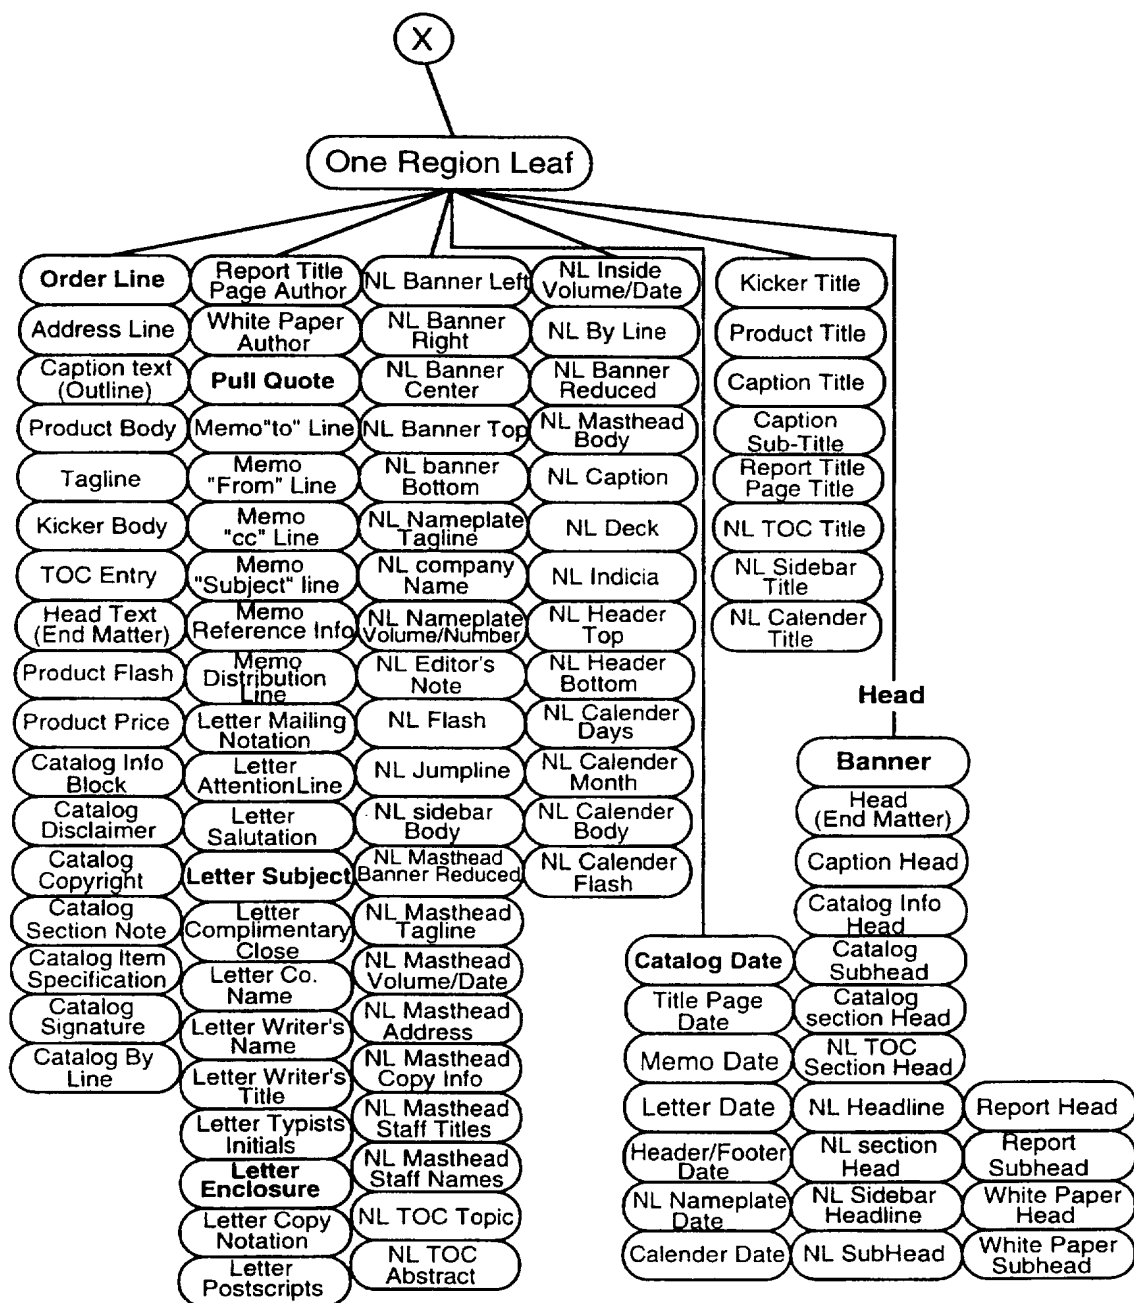 X
One Region Leaf
Order Line
Address Line
Caption text
(Outline)
Product Body
Tagline
Kicker Body
TOC Entry
Head Text
(End Matter)
Product Flash
Product Price
Catalog Info
Block
Catalog
Disclaimer
Catalog
Copyright
Catalog
Section Note
Catalog Item
Specification
Catalog
Signature
Catalog By
Line
Report Title
Page Author
White Paper
Author
Pull Quote
Memo"to" Line
Memo
"From" Line
Memo
"cc" Line
Memo
"Subject" line
Memo
Reference Info
Memo
Distribution
Line
Letter Mailing
Notation
Letter
AttentionLine
Letter
Salutation
Letter Subject
Letter
Complimentary
Close
Letter Co.
Name
Letter Writer's
Name
Letter Writer's
Title
Letter Typists
Initials
Letter
Enclosure
Letter Copy
Notation
Letter
Postscripts
NL Banner Left
NL Banner
Right
NL Banner
Center
NL Banner Top
NL banner
Bottom
NL Nameplate
Tagline
NL company
Name
NL Nameplate
Volume/Number
NL Editor's
Note
NL Flash
NL Jumpline
NL sidebar
Body
NL Masthead
Banner Reduced
NL Masthead
Tagline
NL Masthead
Volume/Date
NL Masthead
Address
NL Masthead
Copy Info
NL Masthead
Staff Titles
NL Masthead
Staff Names
NL TOC Topic
NL TOC
Abstract
NL Inside
Volume/Date
NL By Line
NL Banner
Reduced
NL Masthead
Body
NL Caption
NL Deck
NL Indicia
NL Header
Top
NL Header
Bottom
NL Calender
Days
NL Calender
Month
NL Calender
Body
NL Calender
Flash
Kicker Title
Product Title
Caption Title
Caption
Sub-Title
Report Title
Page Title
NL TOC Title
NL Sidebar
Title
NL Calender
Title
Catalog Date
Title Page
Date
Memo Date
Letter Date
Header/Footer
Date
NL Nameplate
Date
Calender Date
Head
Banner
Head
(End Matter)
Caption Head
Catalog Info
Head
Catalog
Subhead
Catalog
section Head
NL TOC
Section Head
NL Headline
NL section
Head
NL Sidebar
Headline
NL SubHead
Report Head
Report
Subhead
White Paper
Head
White Paper
Subhead